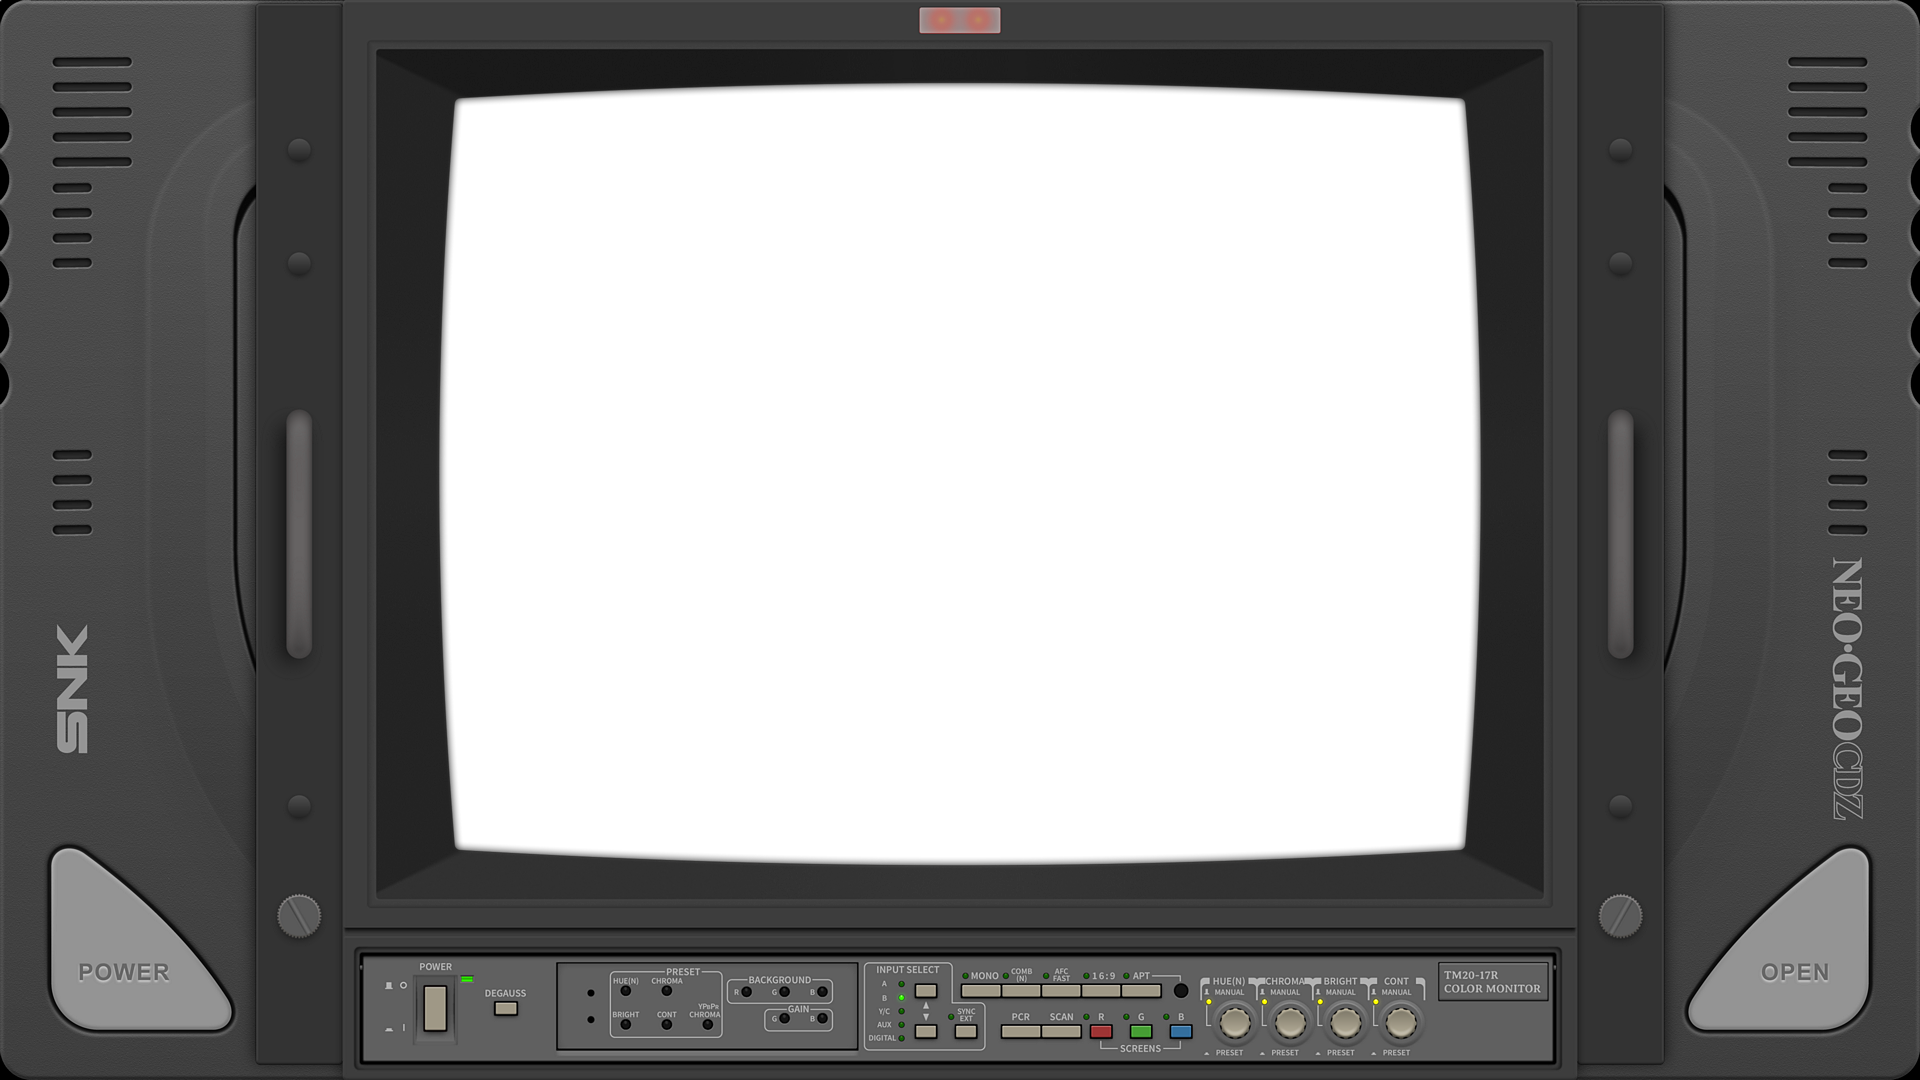 SNK
NEO·GEO CDZ
POWER
OPEN
POWER
DEGAUSS
PRESET
HUE(N)
CHROMA
BRIGHT
CONT
YPBPR
CHROMA
BACKGROUND
R
G
B
GAIN
G
B
INPUT SELECT
A
B
Y/C
AUX
DIGITAL
SYNC
EXT
MONO
COMB
(N)
AFC
FAST
16:9
APT
PCR
SCAN
R
G
B
SCREENS
HUE(N)
CHROMA
BRIGHT
CONT
MANUAL
MANUAL
MANUAL
MANUAL
PRESET
PRESET
PRESET
PRESET
TM20-17R
COLOR MONITOR